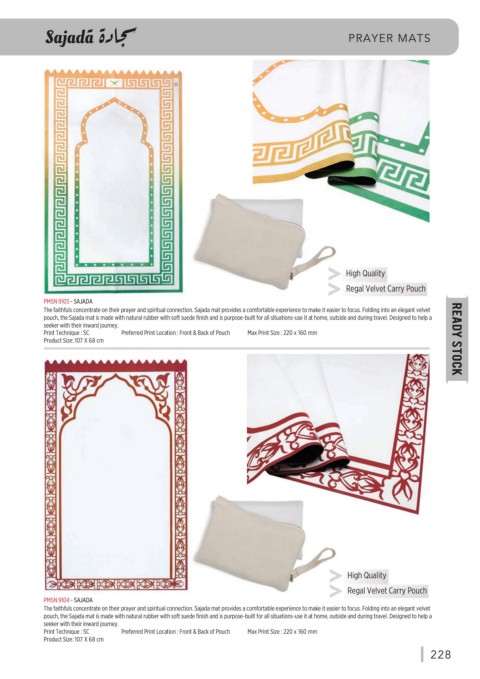 Sajadā سجادة
PRAYER MATS
High Quality
Regal Velvet Carry Pouch
PMSN 9103 - SAJADA
The faithfuls concentrate on their prayer and spiritual connection. Sajada mat provides a comfortable experience to make it easier to focus. Folding into an elegant velvet
pouch, the Sajada mat is made with natural rubber with soft suede finish and is purpose-built for all situations-use it at home, outside and during travel. Designed to help a
seeker with their inward journey.
Print Technique : SC Preferred Print Location : Front & Back of Pouch Max Print Size : 220 x 160 mm
Product Size: 107 X 68 cm
READY STOCK
High Quality
Regal Velvet Carry Pouch
PMSN 9104 - SAJADA
The faithfuls concentrate on their prayer and spiritual connection. Sajada mat provides a comfortable experience to make it easier to focus. Folding into an elegant velvet
pouch, the Sajada mat is made with natural rubber with soft suede finish and is purpose-built for all situations-use it at home, outside and during travel. Designed to help a
seeker with their inward journey.
Print Technique : SC Preferred Print Location : Front & Back of Pouch Max Print Size : 220 x 160 mm
Product Size: 107 X 68 cm
228